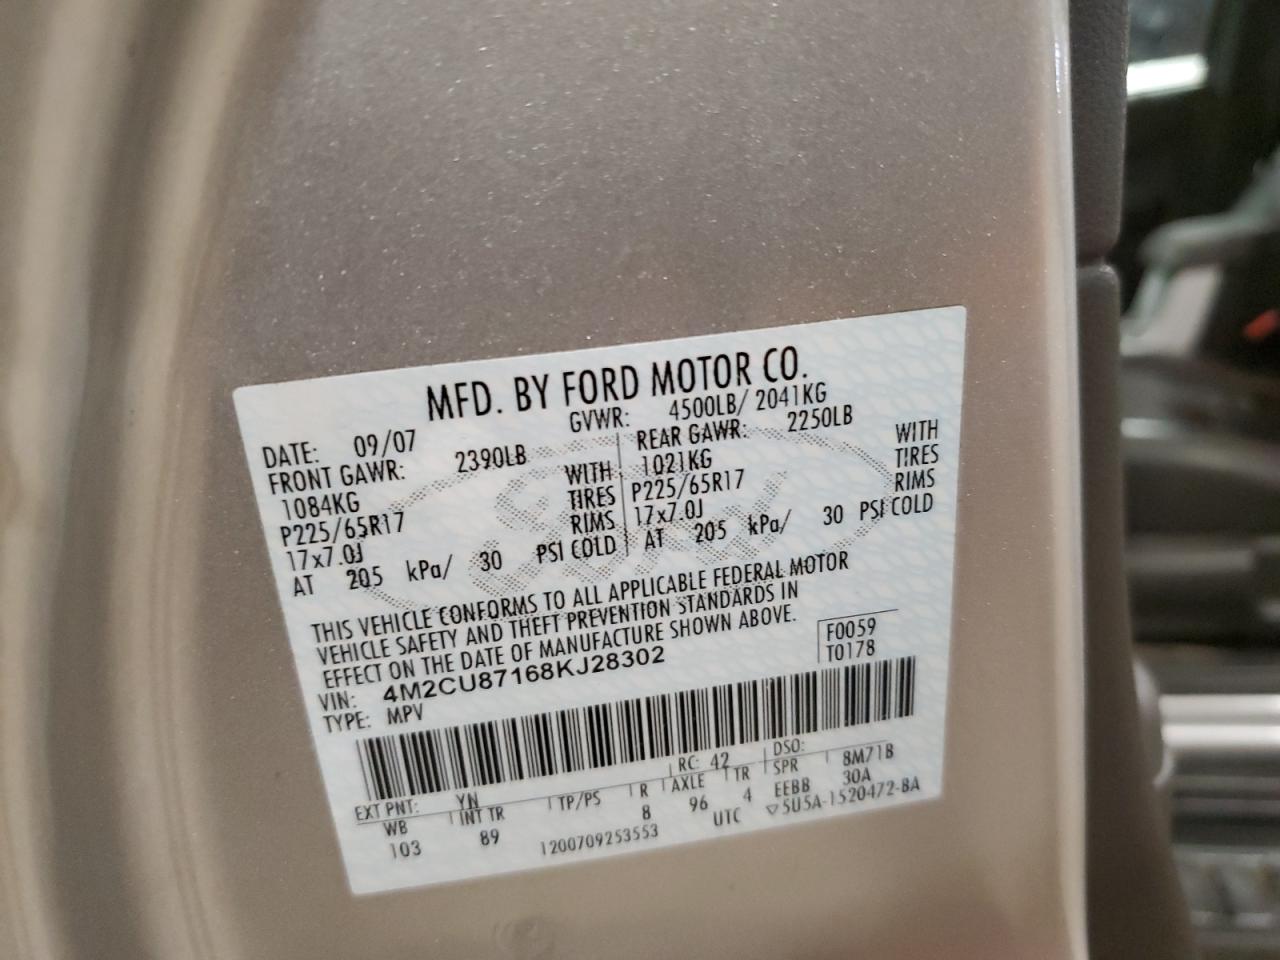 MFD. BY FORD MOTOR CO.
DATE: 09/07 GVWR: 4500LB/ 2041KG
FRONT GAWR: 2390LB REAR GAWR: 2250LB
1084KG WITH 1021KG WITH
P225/65R17 TIRES P225/65R17 TIRES
17x7.0J RIMS 17x7.0J RIMS
AT 205 kPa/ 30 PSI COLD AT 205 kPa/ 30 PSI COLD
THIS VEHICLE CONFORMS TO ALL APPLICABLE FEDERAL MOTOR
VEHICLE SAFETY AND THEFT PREVENTION STANDARDS IN
EFFECT ON THE DATE OF MANUFACTURE SHOWN ABOVE.
VIN: 4M2CU87168KJ28302 F0059
TYPE: MPV T0178
EXT PNT: YN RC: 42 DSO: 8M71B
WB INT TR TP/PS R AXLE TR SPR 30A
103 89 8 96 4 EEBB
1200709253553 UTC ▽5U5A-1520472-BA